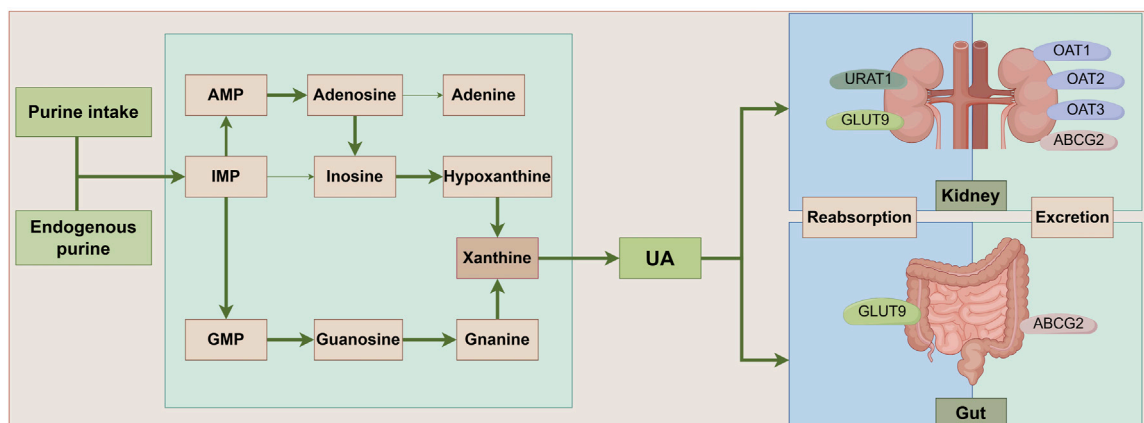 Purine intake
Endogenous
purine
AMP
Adenosine
Adenine
IMP
Inosine
Hypoxanthine
Xanthine
GMP
Guanosine
Gnanine
UA
URAT1
GLUT9
OAT1
OAT2
OAT3
ABCG2
Kidney
Reabsorption
Excretion
GLUT9
ABCG2
Gut